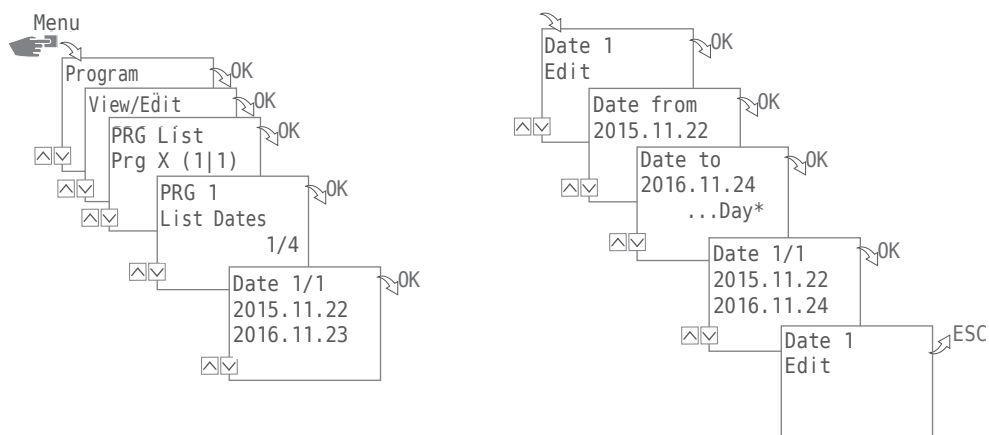 Menu
Program
OK
View/Edit
OK
PRG List
Prg X (1|1)
OK
PRG 1
List Dates
1/4
OK
Date 1/1
2015.11.22
2016.11.23
OK
Date 1
Edit
OK
Date from
2015.11.22
OK
Date to
2016.11.24
...Day*
OK
Date 1/1
2015.11.22
2016.11.24
OK
Date 1
Edit
ESC